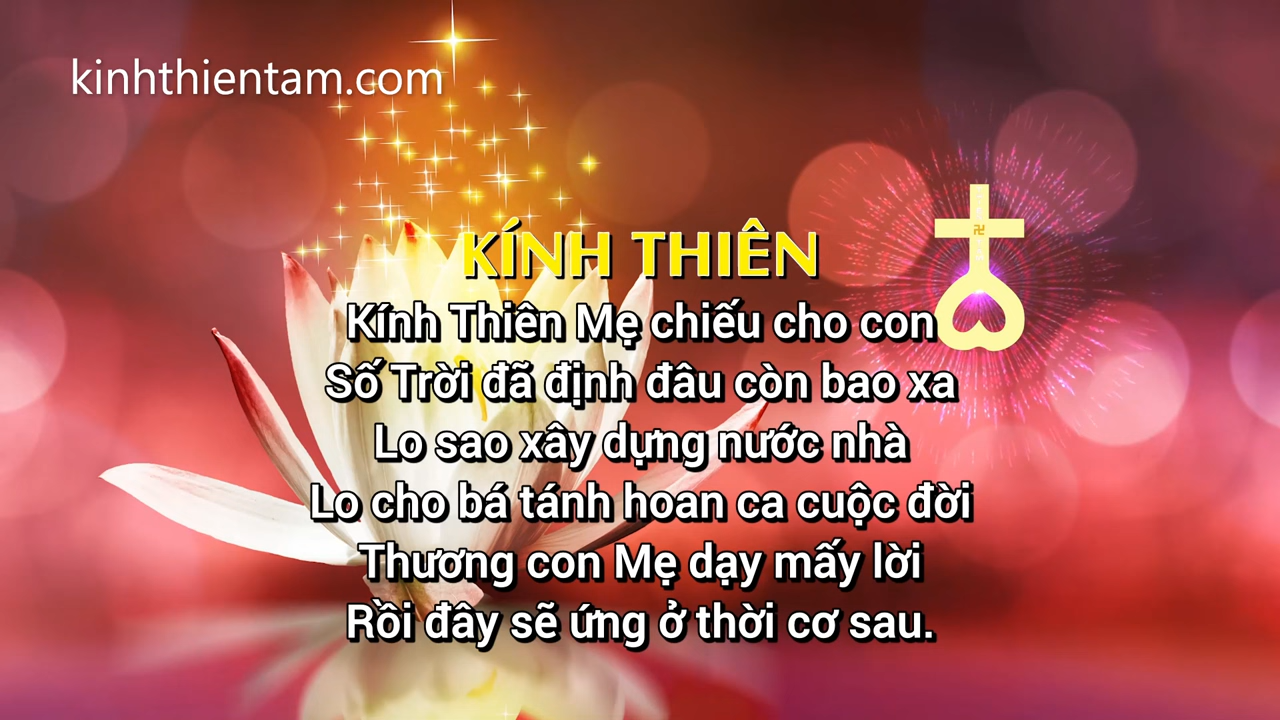 kinhthientam.com
KÍNH THIÊN
Kính Thiên Mẹ chiếu cho con
Số Trời đã định đâu còn bao xa
Lo sao xây dựng nước nhà
Lo cho bá tánh hoan ca cuộc đời
Thương con Mẹ dạy mấy lời
Rồi đây sẽ ứng ở thời cơ sau.